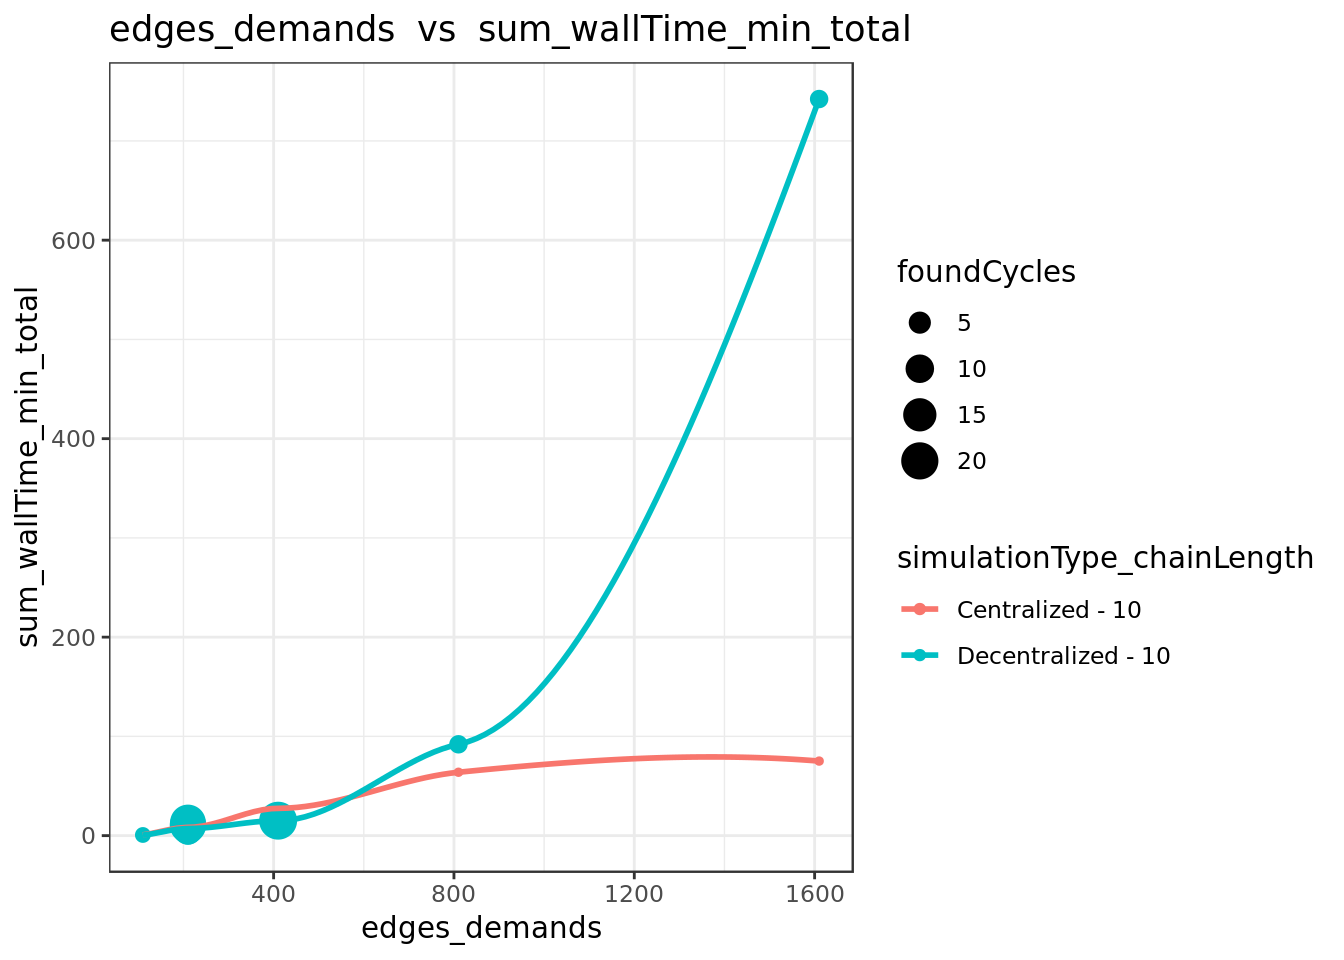 edges_demands vs sum_wallTime_min_total
sum_wallTime_min_total
600
400
200
0
400 800 1200 1600
edges_demands
foundCycles
5
10
15
20
simulationType_chainLength
Centralized - 10
Decentralized - 10